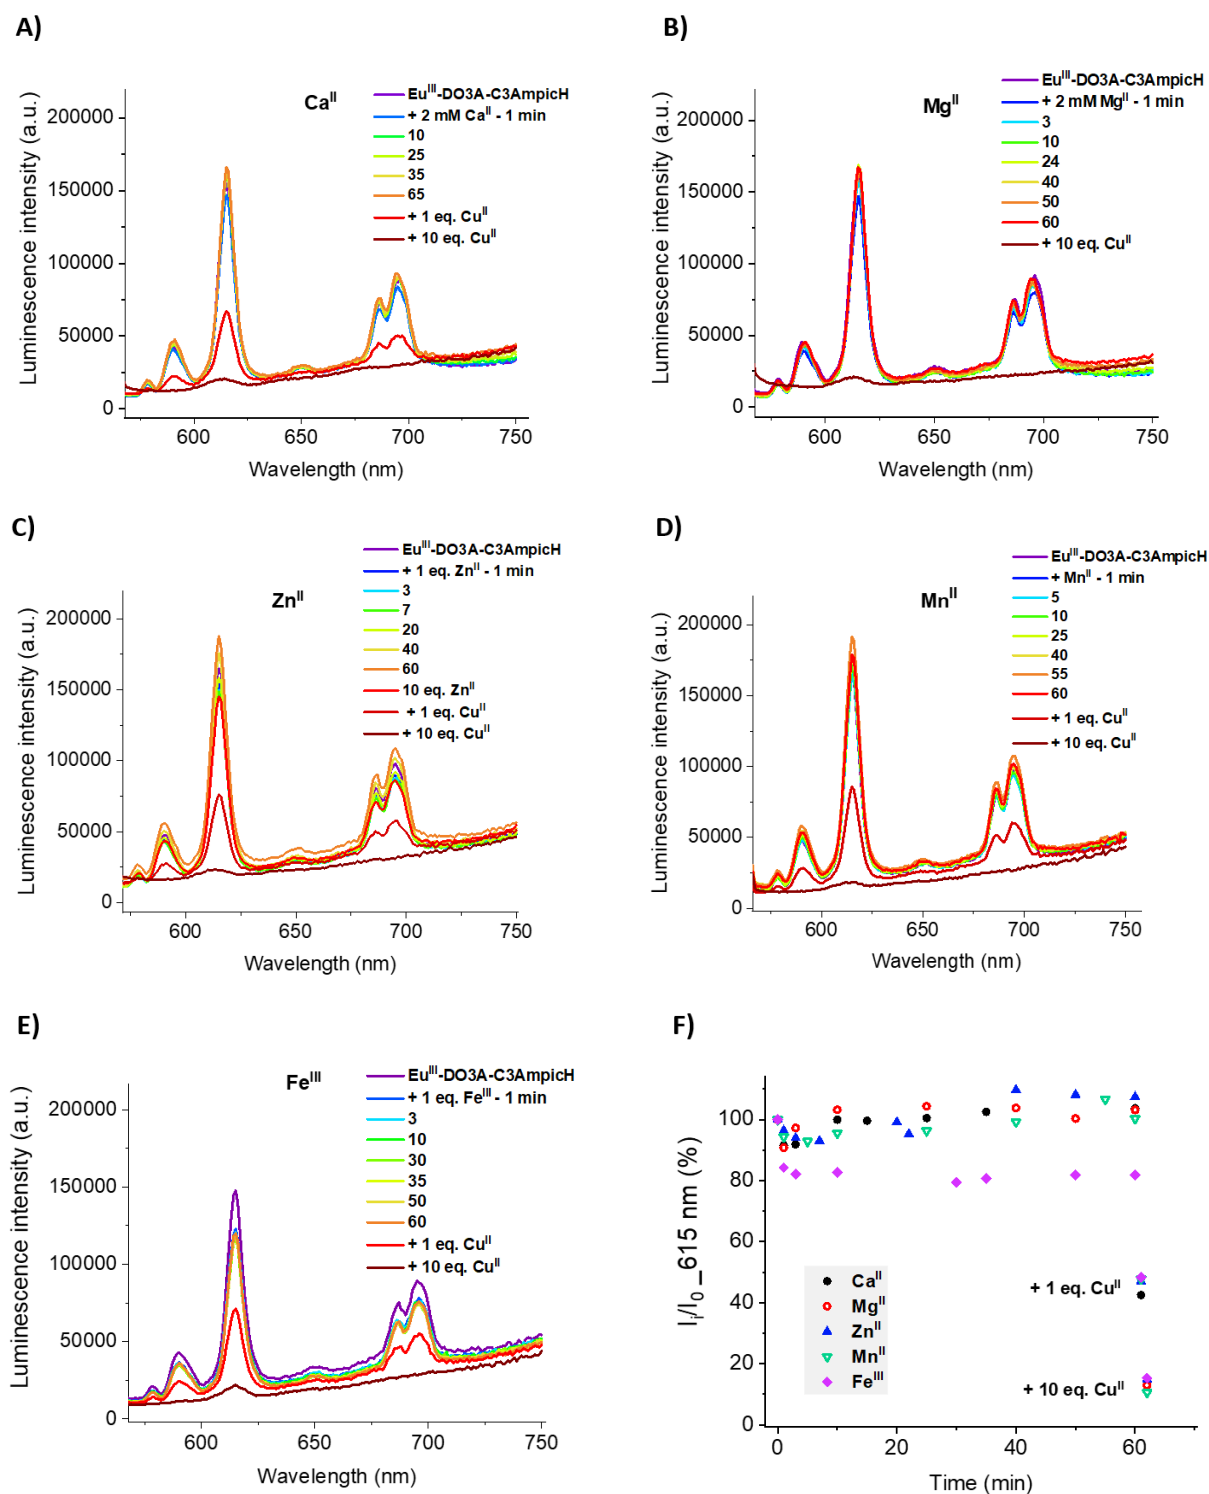 A)
Ca^II
Eu^III-DO3A-C3AmpicH
+ 2 mM Ca^II - 1 min
10
25
35
65
+ 1 eq. Cu^II
+ 10 eq. Cu^II
Luminescence intensity (a.u.)
200000
150000
100000
50000
0
600
650
700
750
Wavelength (nm)
B)
Mg^II
Eu^III-DO3A-C3AmpicH
+ 2 mM Mg^II - 1 min
3
10
24
40
50
60
+ 10 eq. Cu^II
Luminescence intensity (a.u.)
200000
150000
100000
50000
0
600
650
700
750
Wavelength (nm)
C)
Zn^II
Eu^III-DO3A-C3AmpicH
+ 1 eq. Zn^II - 1 min
3
7
20
40
60
10 eq. Zn^II
+ 1 eq. Cu^II
+ 10 eq. Cu^II
Luminescence intensity (a.u.)
200000
150000
100000
50000
0
600
650
700
750
Wavelength (nm)
D)
Mn^II
Eu^III-DO3A-C3AmpicH
+ Mn^II - 1 min
5
10
25
40
55
60
+ 1 eq. Cu^II
+ 10 eq. Cu^II
Luminescence intensity (a.u.)
200000
150000
100000
50000
0
600
650
700
750
Wavelength (nm)
E)
Fe^III
Eu^III-DO3A-C3AmpicH
+ 1 eq. Fe^III - 1 min
3
10
30
35
50
60
+ 1 eq. Cu^II
+ 10 eq. Cu^II
Luminescence intensity (a.u.)
200000
150000
100000
50000
0
600
650
700
750
Wavelength (nm)
F)
I_i/I_0_615 nm (%)
100
80
60
40
20
0
Ca^II
Mg^II
Zn^II
Mn^II
Fe^III
+ 1 eq. Cu^II
+ 10 eq. Cu^II
0
20
40
60
Time (min)